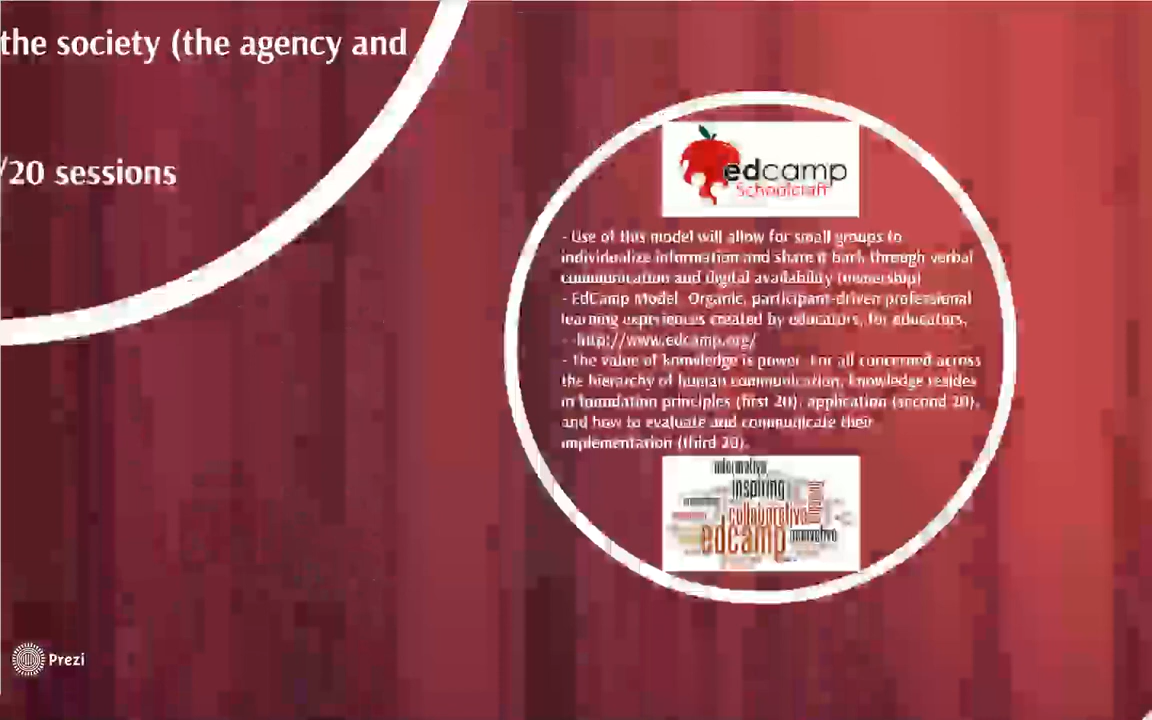 the society (the agency and
/20 sessions
edcamp
Schoolcraft
- Use of this model will allow for small groups to
individualize information and share it back through verbal
communication and digital availability (ownership)
- EdCamp Model Organic, participant-driven professional
learning experiences created by educators, for educators.
- -http://www.edcamp.org/
- The value of knowledge is power. For all concerned across
the hierarchy of human communication, knowledge resides
in foundation principles (first 20), application (second 20),
and how to evaluate and communicate their
implementation (third 20).
informative
inspiring
collaborative
edcamp
innovative
Prezi